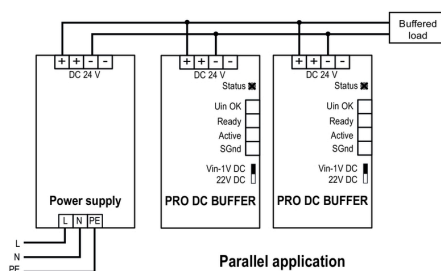 Buffered
load
+ + - -
DC 24 V
+ + - -
DC 24 V
+ + - -
DC 24 V
Status
Status
Uin OK
Ready
Active
SGnd
Uin OK
Ready
Active
SGnd
Vin-1V DC
22V DC
Vin-1V DC
22V DC
Power supply
PRO DC BUFFER
PRO DC BUFFER
L N PE
L
N
PE
Parallel application